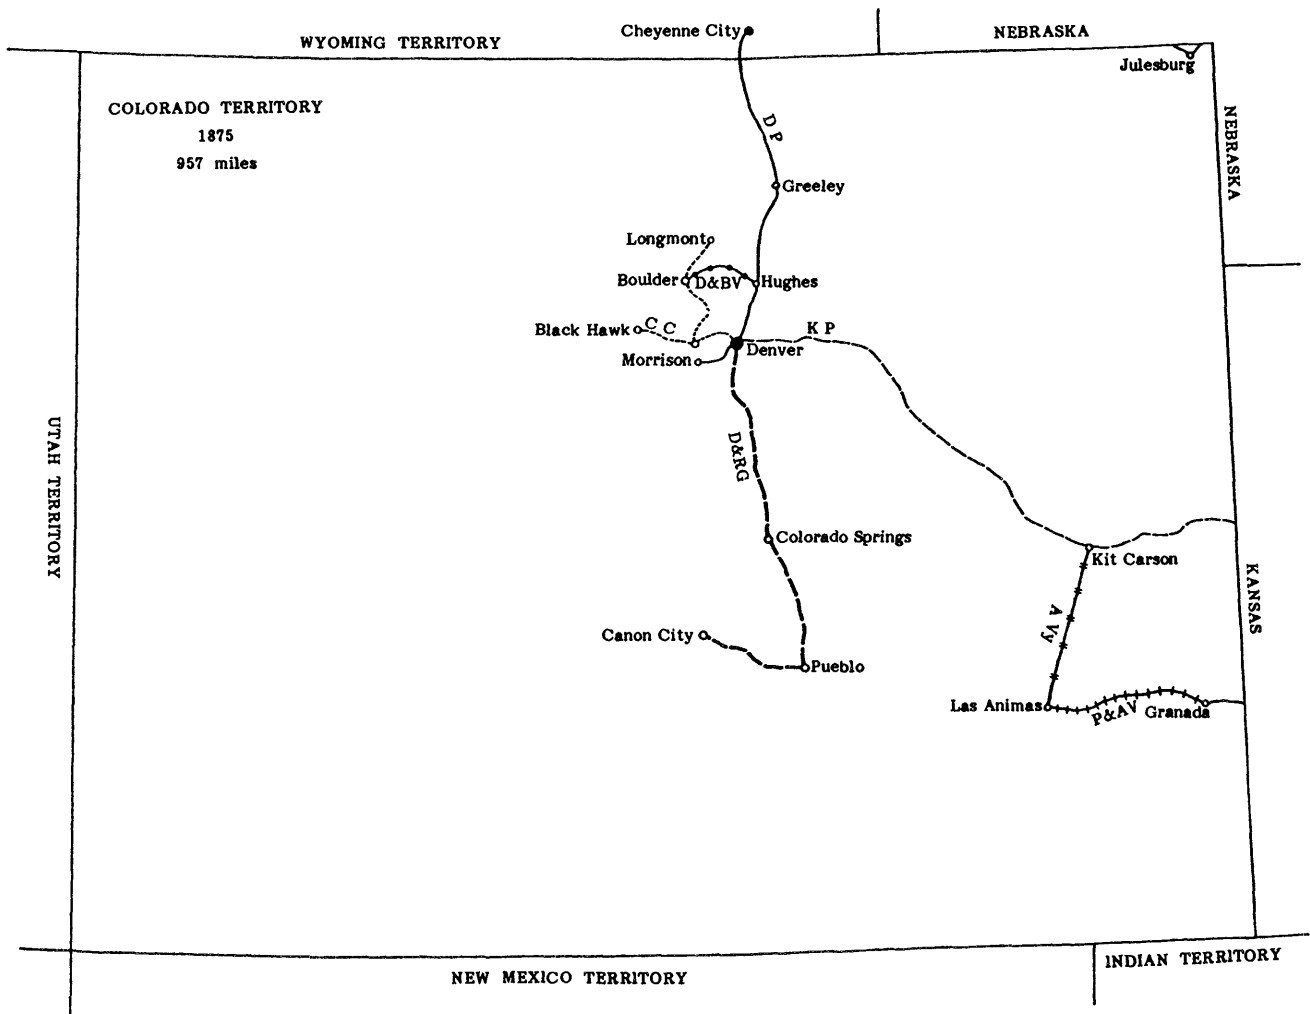 Cheyenne City
WYOMING TERRITORY
NEBRASKA
Julesburg
COLORADO TERRITORY
1875
957 miles
D P
NEBRASKA
Greeley
Longmont
Boulder
D&BV
Hughes
Black Hawk
C C
K P
Denver
Morrison
UTAH TERRITORY
D&RG
Colorado Springs
Kit Carson
KANSAS
A Vy
Canon City
Pueblo
Las Animas
P&AV
Granada
INDIAN TERRITORY
NEW MEXICO TERRITORY